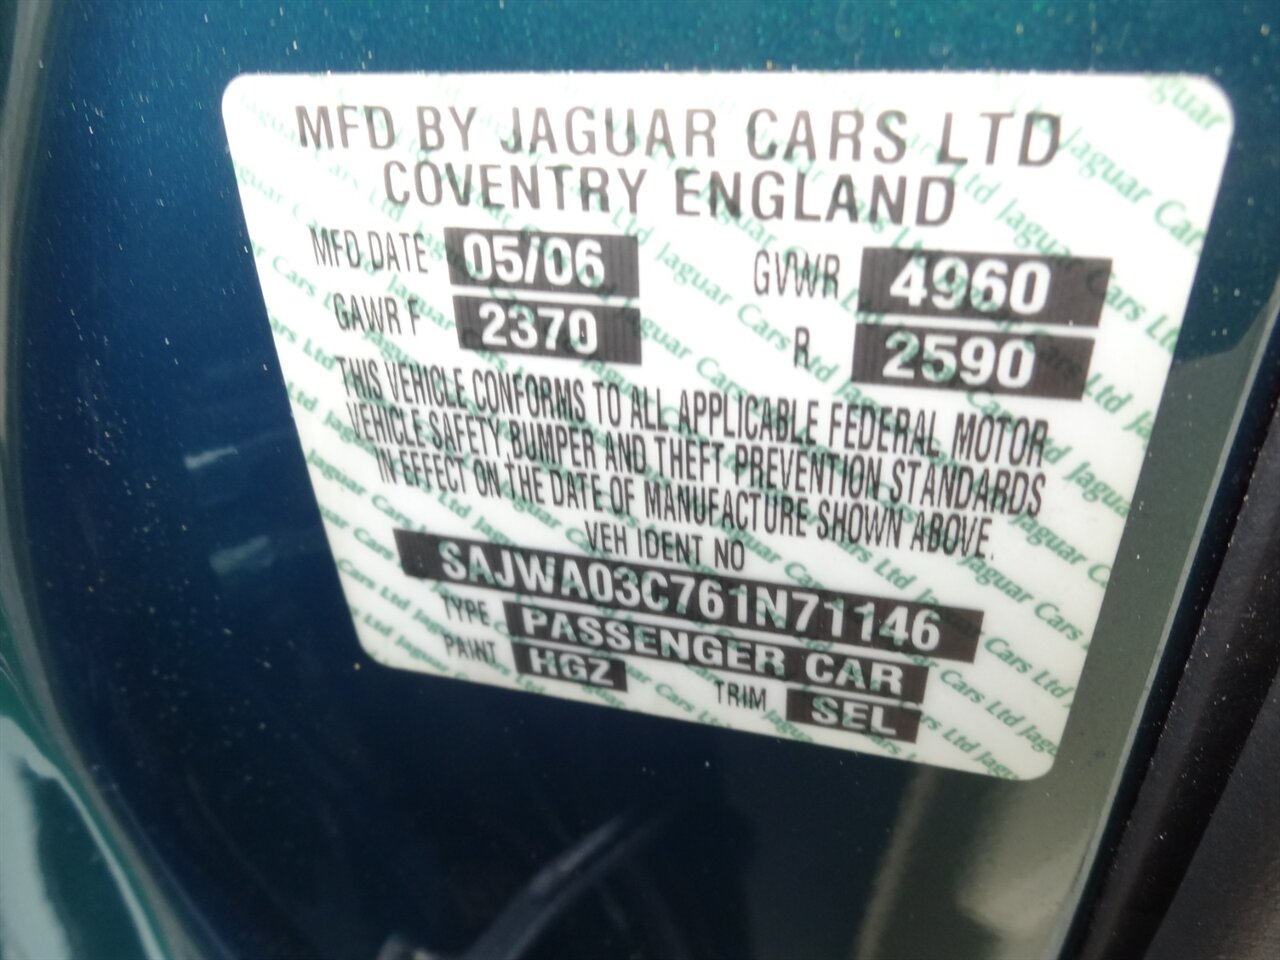 MFD BY JAGUAR CARS LTD
COVENTRY ENGLAND
MFD DATE 05/06 GVWR 4960
GAWR F 2370 R 2590
THIS VEHICLE CONFORMS TO ALL APPLICABLE FEDERAL MOTOR
VEHICLE SAFETY, BUMPER AND THEFT PREVENTION STANDARDS
IN EFFECT ON THE DATE OF MANUFACTURE SHOWN ABOVE.
VEH IDENT NO
SAJWA03C761N71146
TYPE PASSENGER CAR
PAINT HGZ TRIM SEL